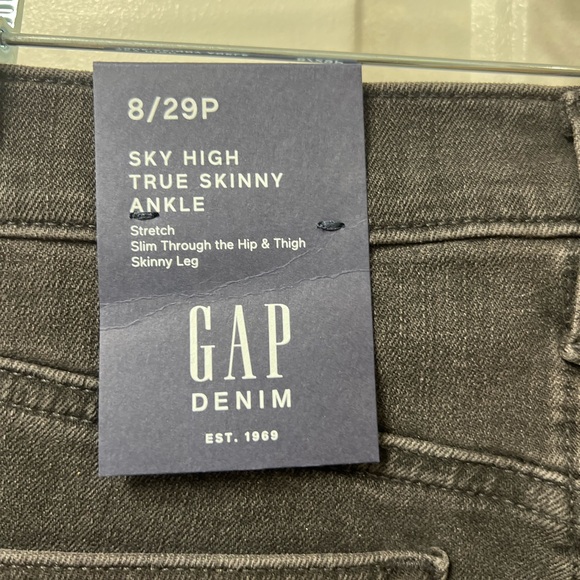 8/29P
SKY HIGH
TRUE SKINNY
ANKLE
Stretch
Slim Through the Hip & Thigh
Skinny Leg
GAP
DENIM
EST. 1969